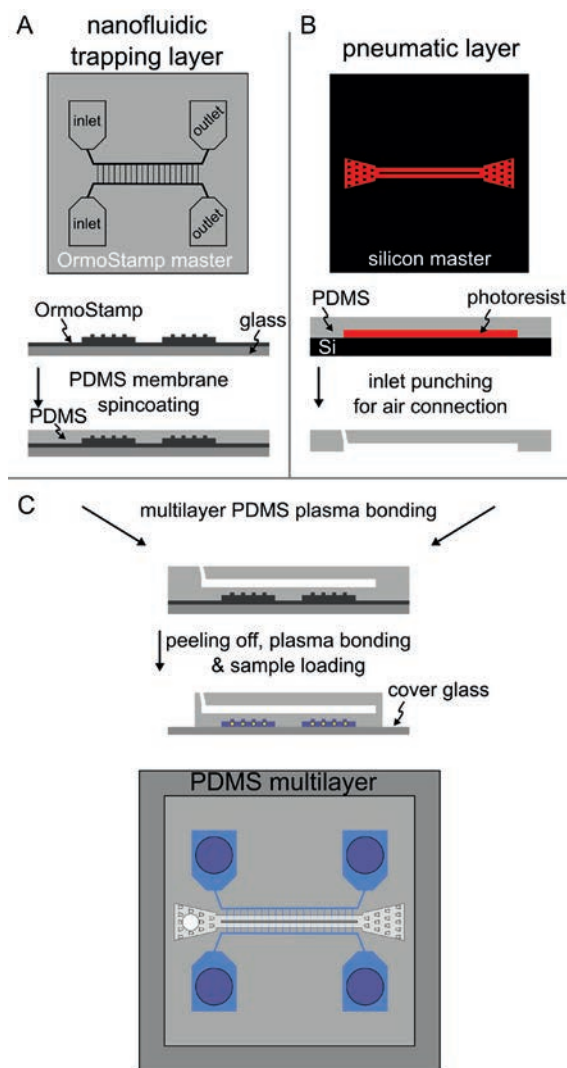 A
nanofluidic
trapping layer
inlet
outlet
inlet
outlet
OrmoStamp master
OrmoStamp
glass
PDMS membrane
spincoating
PDMS
B
pneumatic layer
silicon master
PDMS
photoresist
Si
inlet punching
for air connection
C
multilayer PDMS plasma bonding
peeling off, plasma bonding
& sample loading
cover glass
PDMS multilayer